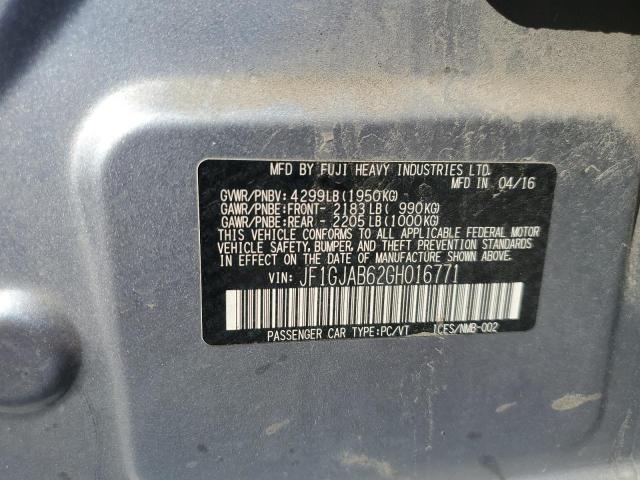 MFD BY FUJI HEAVY INDUSTRIES LTD.
MFD IN 04/16
GVWR/PNBV: 4299LB(1950KG)
GAWR/PNBE:FRONT- 2183LB( 990KG)
GAWR/PNBE:REAR - 2205LB(1000KG)
THIS VEHICLE CONFORMS TO ALL APPLICABLE FEDERAL MOTOR
VEHICLE SAFETY, BUMPER, AND THEFT PREVENTION STANDARDS
IN EFFECT ON THE DATE OF MANUFACTURE SHOWN ABOVE.
VIN: JF1GJAB62GH016771
PASSENGER CAR TYPE:PC/VT ICES/NMB-002